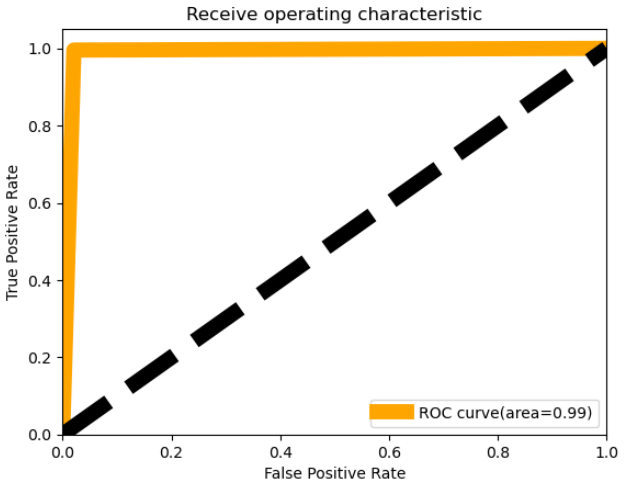 Receive operating characteristic
True Positive Rate
1.0
0.8
0.6
0.4
0.2
0.0
ROC curve(area=0.99)
0.0 0.2 0.4 0.6 0.8 1.0
False Positive Rate